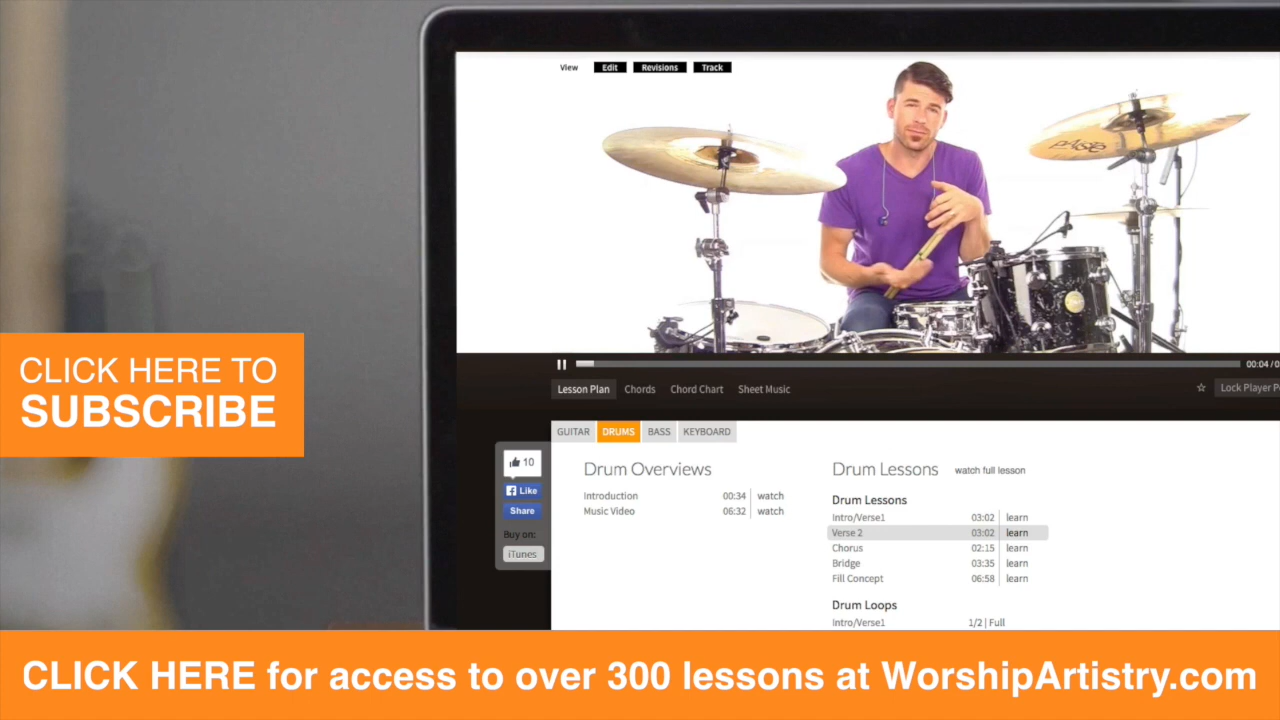 View Edit Revisions Track
PAISTE
00:04 / 0
Lesson Plan Chords Chord Chart Sheet Music
☆ Lock Player P
GUITAR DRUMS BASS KEYBOARD
CLICK HERE TO
SUBSCRIBE
10
Like
Share
Buy on:
iTunes
Drum Overviews
Introduction 00:34 watch
Music Video 06:32 watch
Drum Lessons watch full lesson
Drum Lessons
Intro/Verse1 03:02 learn
Verse 2 03:02 learn
Chorus 02:15 learn
Bridge 03:35 learn
Fill Concept 06:58 learn
Drum Loops
Intro/Verse1 1/2 | Full
CLICK HERE for access to over 300 lessons at WorshipArtistry.com